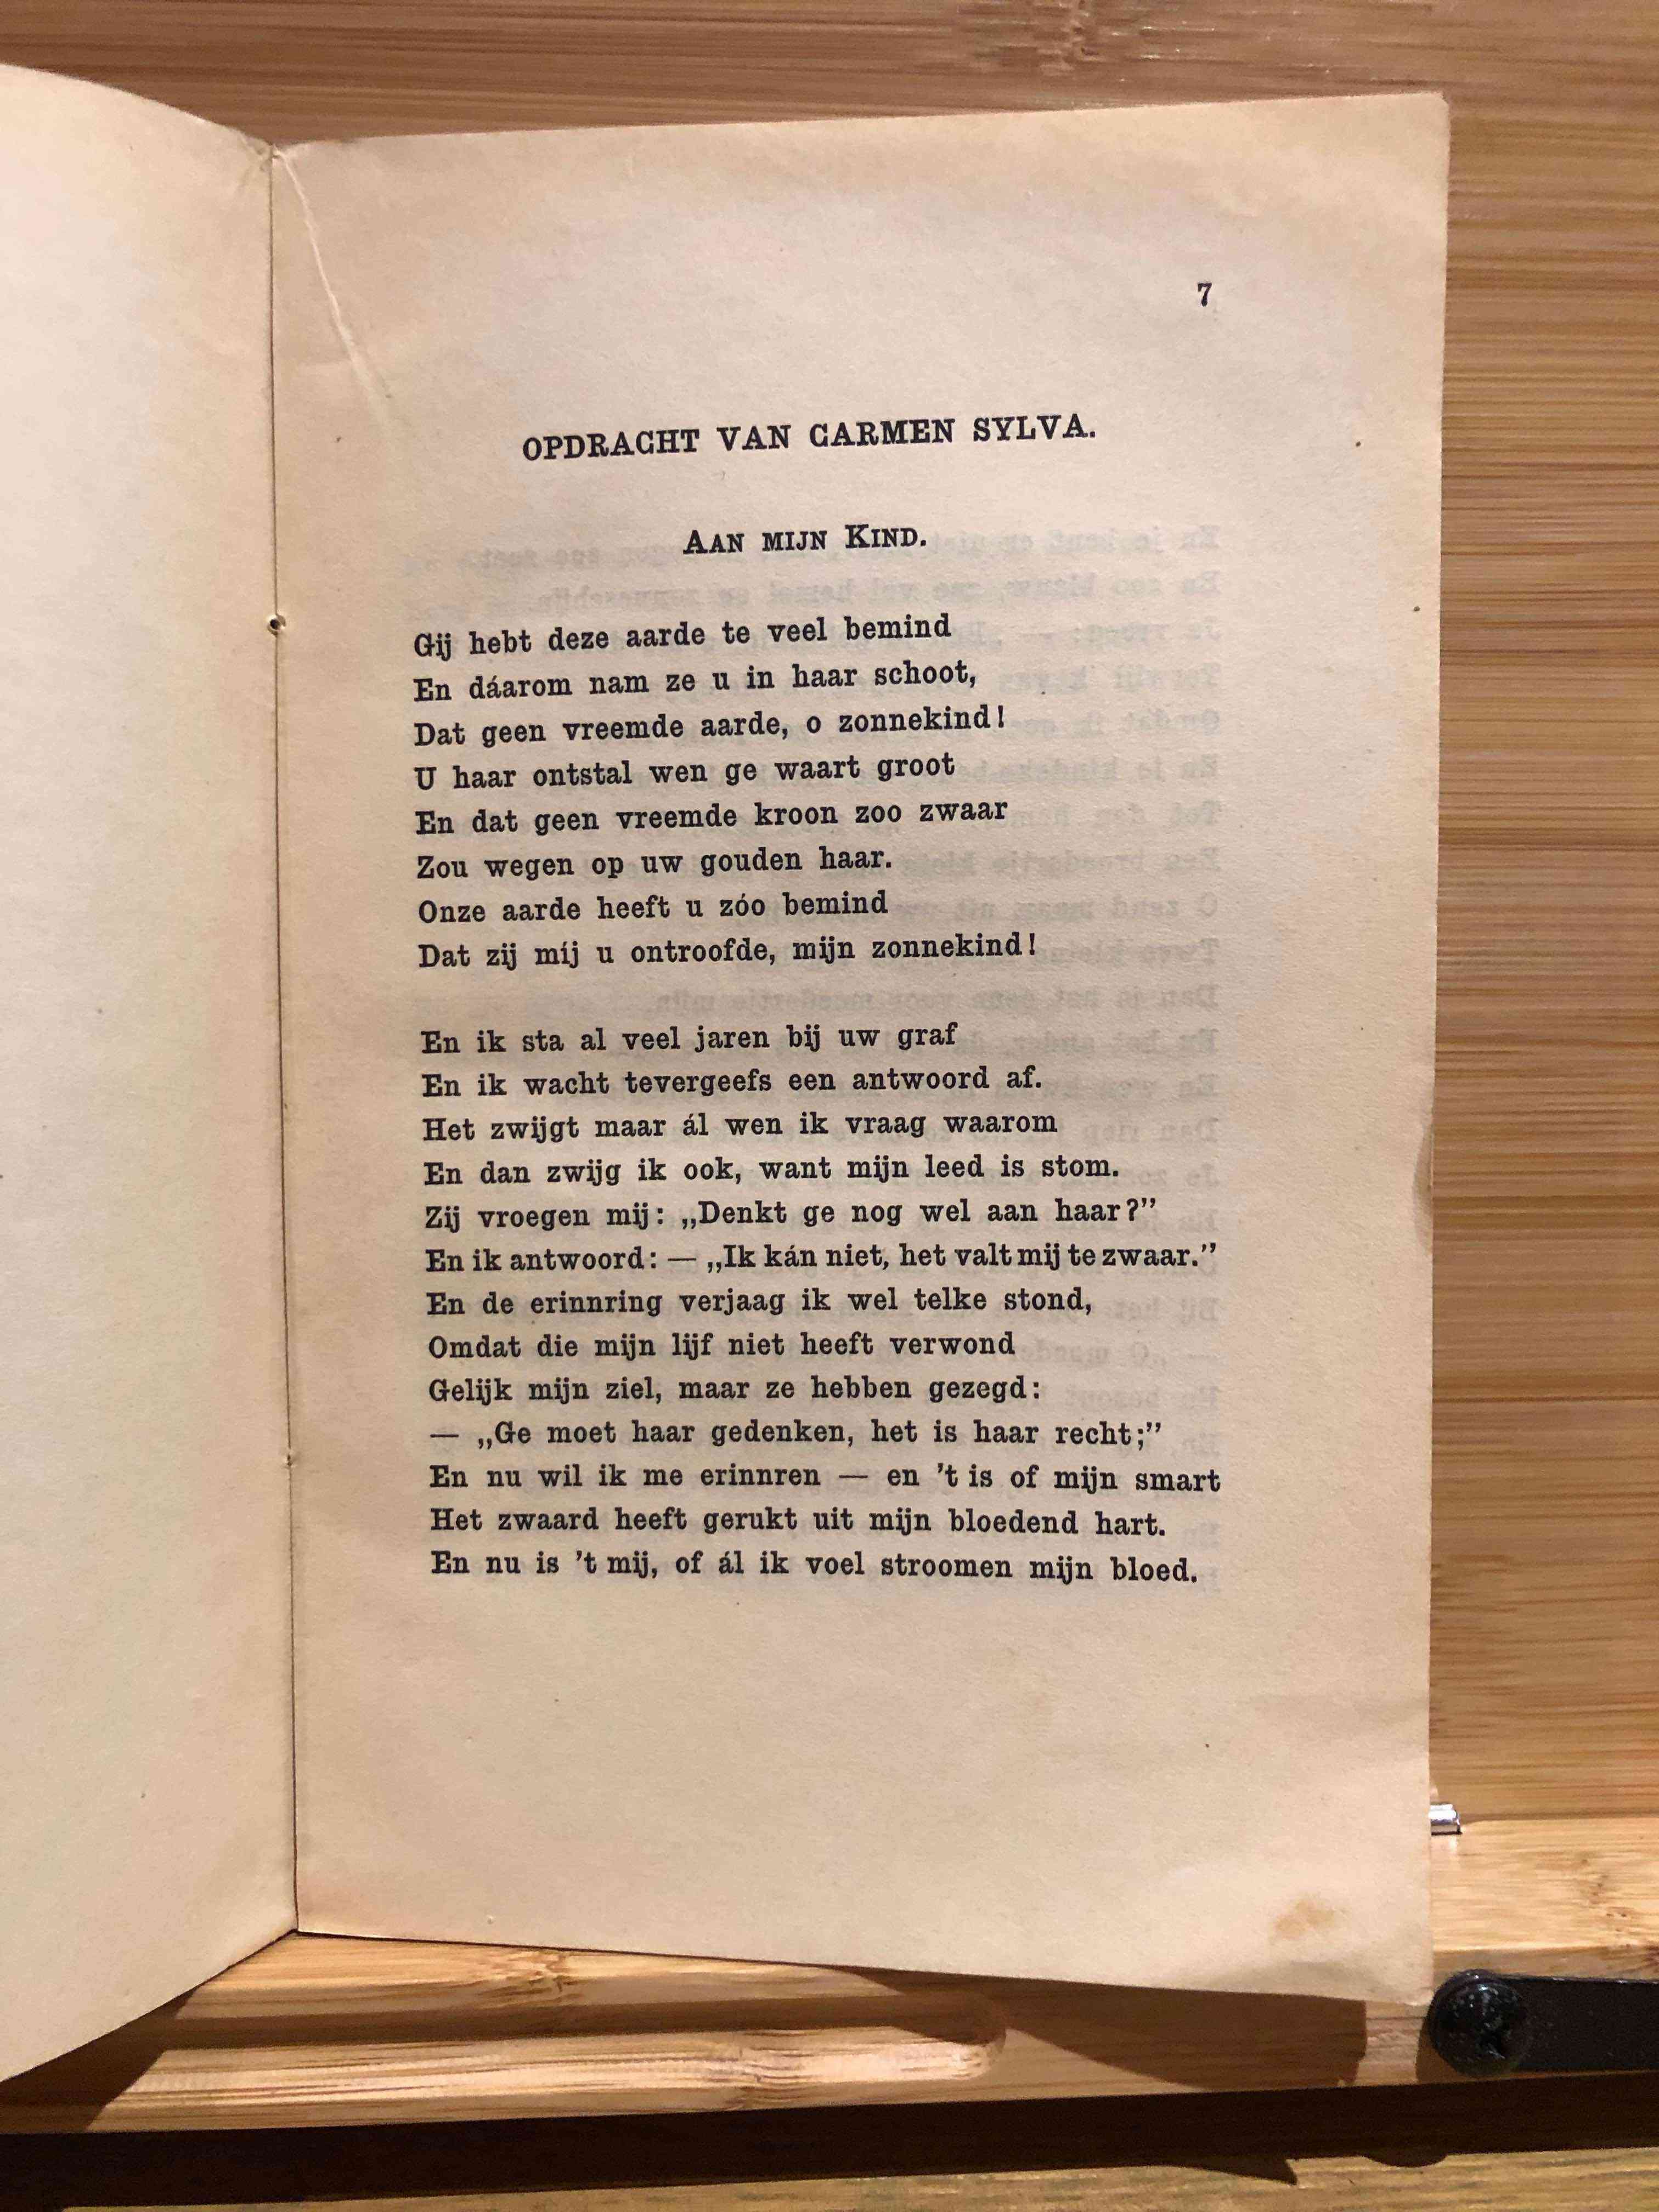 7
OPDRACHT VAN CARMEN SYLVA.
AAN MIJN KIND.
Gij hebt deze aarde te veel bemind
En dáarom nam ze u in haar schoot,
Dat geen vreemde aarde, o zonnekind!
U haar ontstal wen ge waart groot
En dat geen vreemde kroon zoo zwaar
Zou wegen op uw gouden haar.
Onze aarde heeft u zóo bemind
Dat zij míj u ontroofde, mijn zonnekind!
En ik sta al veel jaren bij uw graf
En ik wacht tevergeefs een antwoord af.
Het zwijgt maar ál wen ik vraag waarom
En dan zwijg ik ook, want mijn leed is stom.
Zij vroegen mij: „Denkt ge nog wel aan haar?”
En ik antwoord: — „Ik kán niet, het valt mij te zwaar.”
En de erinnring verjaag ik wel telke stond,
Omdat die mijn lijf niet heeft verwond
Gelijk mijn ziel, maar ze hebben gezegd:
— „Ge moet haar gedenken, het is haar recht;”
En nu wil ik me erinnren — en ’t is of mijn smart
Het zwaard heeft gerukt uit mijn bloedend hart.
En nu is ’t mij, of ál ik voel stroomen mijn bloed.